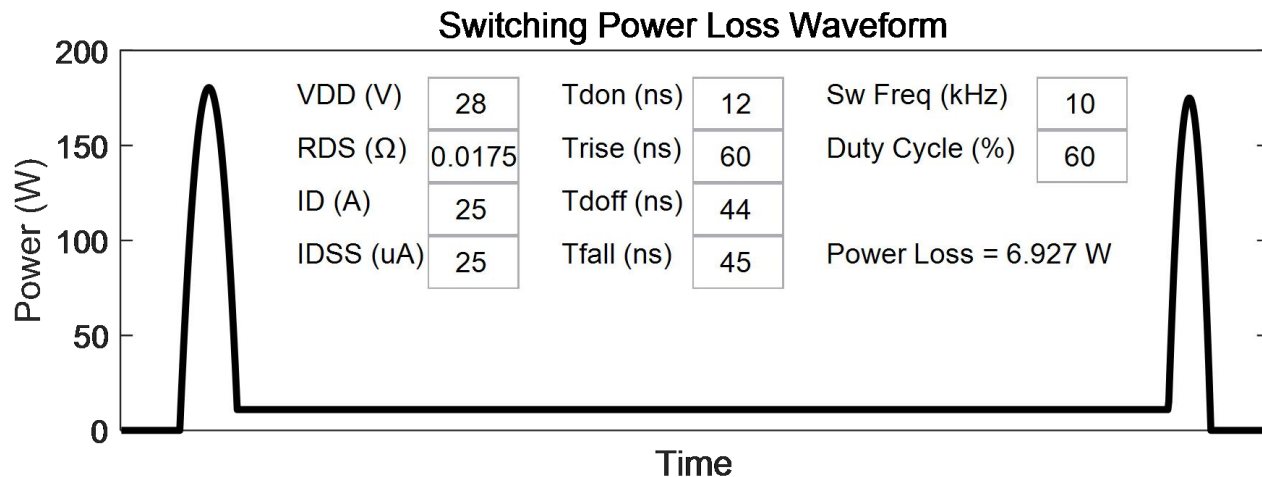 Switching Power Loss Waveform
200
150
100
50
0
Power (W)
VDD (V) 28 Tdon (ns) 12 Sw Freq (kHz) 10
RDS (Ω) 0.0175 Trise (ns) 60 Duty Cycle (%) 60
ID (A) 25 Tdoff (ns) 44
IDSS (uA) 25 Tfall (ns) 45 Power Loss = 6.927 W
Time